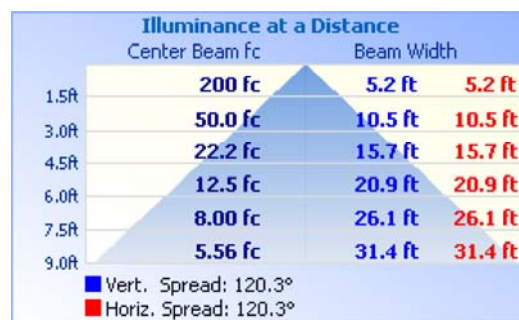 Illuminance at a Distance
Center Beam fc Beam Width
1.5ft 200 fc 5.2 ft 5.2 ft
3.0ft 50.0 fc 10.5 ft 10.5 ft
4.5ft 22.2 fc 15.7 ft 15.7 ft
6.0ft 12.5 fc 20.9 ft 20.9 ft
7.5ft 8.00 fc 26.1 ft 26.1 ft
9.0ft 5.56 fc 31.4 ft 31.4 ft
Vert. Spread: 120.3º
Horiz. Spread: 120.3º